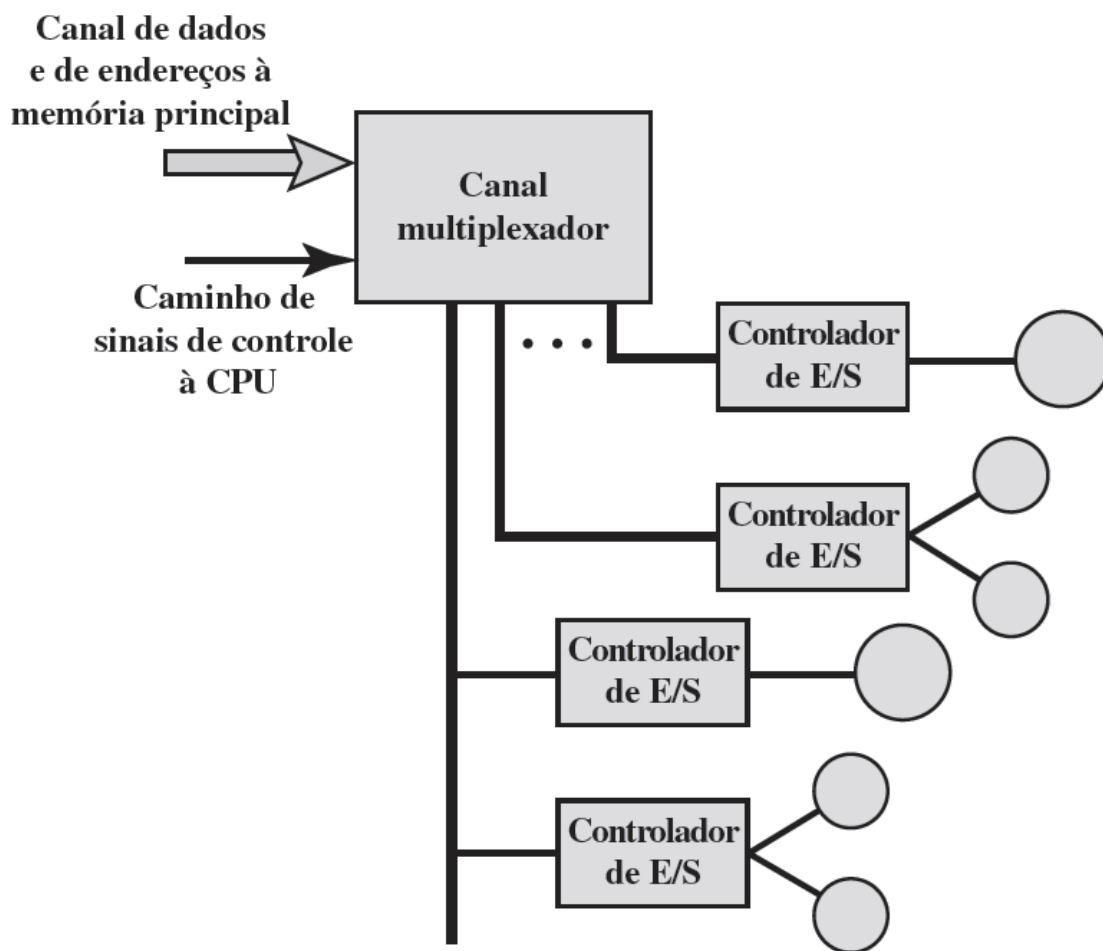 Canal de dados
e de endereços à
memória principal
Canal
multiplexador
Caminho de
sinais de controle
à CPU
Controlador
de E/S
Controlador
de E/S
Controlador
de E/S
Controlador
de E/S